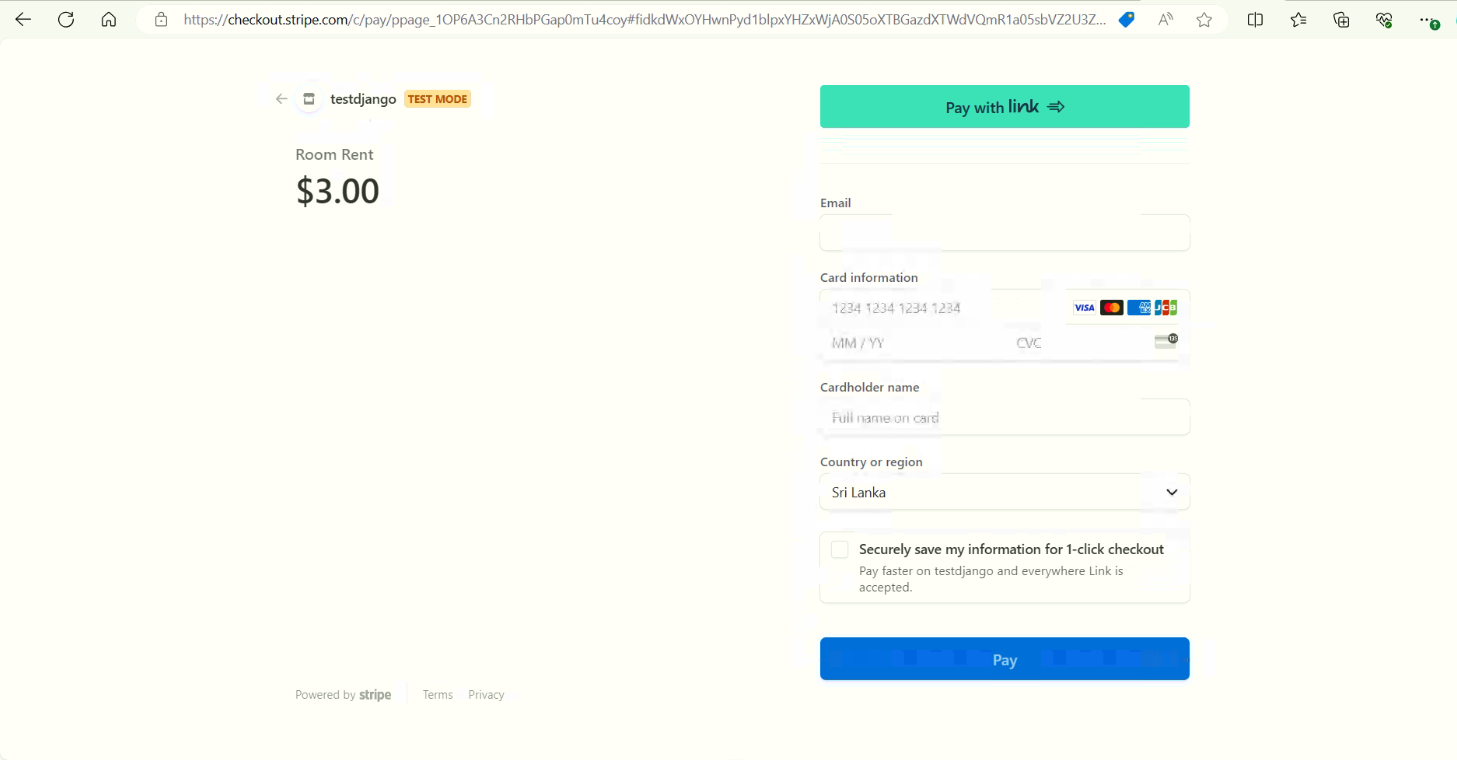 https://checkout.stripe.com/c/pay/ppage_1OP6A3Cn2RHbPGap0mTu4coy#fidkdWxOYHwnPyd1blpxYHZxWjA0S05oXTBGazdXTWdVQmR1a05sbVZ2U3Z...
testdjango TEST MODE
Room Rent
$3.00
Powered by stripe Terms Privacy
Pay with link
Email
Card information
1234 1234 1234 1234 VISA
MM / YY CVC
Cardholder name
Full name on card
Country or region
Sri Lanka
Securely save my information for 1-click checkout
Pay faster on testdjango and everywhere Link is
accepted.
Pay